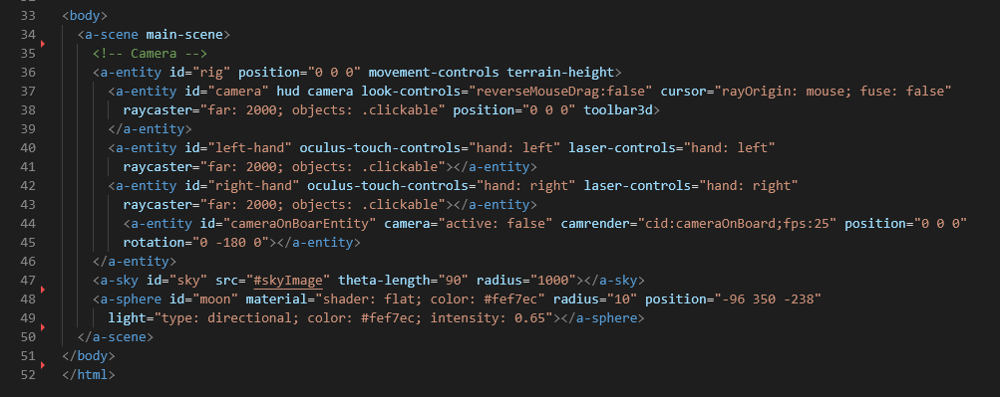 33 <body>
34 <a-scene main-scene>
35 <!-- Camera -->
36 <a-entity id="rig" position="0 0 0" movement-controls terrain-height>
37 <a-entity id="camera" hud camera look-controls="reverseMouseDrag:false" cursor="rayOrigin: mouse; fuse: false"
38 raycaster="far: 2000; objects: .clickable" position="0 0 0" toolbar3d>
39 </a-entity>
40 <a-entity id="left-hand" oculus-touch-controls="hand: left" laser-controls="hand: left"
41 raycaster="far: 2000; objects: .clickable"></a-entity>
42 <a-entity id="right-hand" oculus-touch-controls="hand: right" laser-controls="hand: right"
43 raycaster="far: 2000; objects: .clickable"></a-entity>
44 <a-entity id="cameraOnBoarEntity" camera="active: false" camrender="cid:cameraOnBoard;fps:25" position="0 0 0"
45 rotation="0 -180 0"></a-entity>
46 </a-entity>
47 <a-sky id="sky" src="#skyImage" theta-length="90" radius="1000"></a-sky>
48 <a-sphere id="moon" material="shader: flat; color: #fef7ec" radius="10" position="-96 350 -238"
49 light="type: directional; color: #fef7ec; intensity: 0.65"></a-sphere>
50 </a-scene>
51 </body>
52 </html>